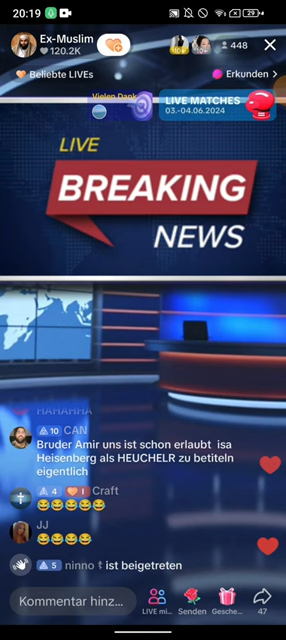 20:19
29
Ex-Muslim
120.2K
448
Beliebte LIVEs
Erkunden >
Vielen Dank
LIVE MATCHES
03.-04.06.2024
LIVE
BREAKING
NEWS
HAHAHHA
10 CAN
Bruder Amir uns ist schon erlaubt isa
Heisenberg als HEUCHELR zu betiteln
eigentlich
4 I Craft
😂😂😂😂😂
JJ
😂😂😂😂
5 ninno ist beigetreten
Kommentar hinz...
LIVE mi... Senden Gesche... 47